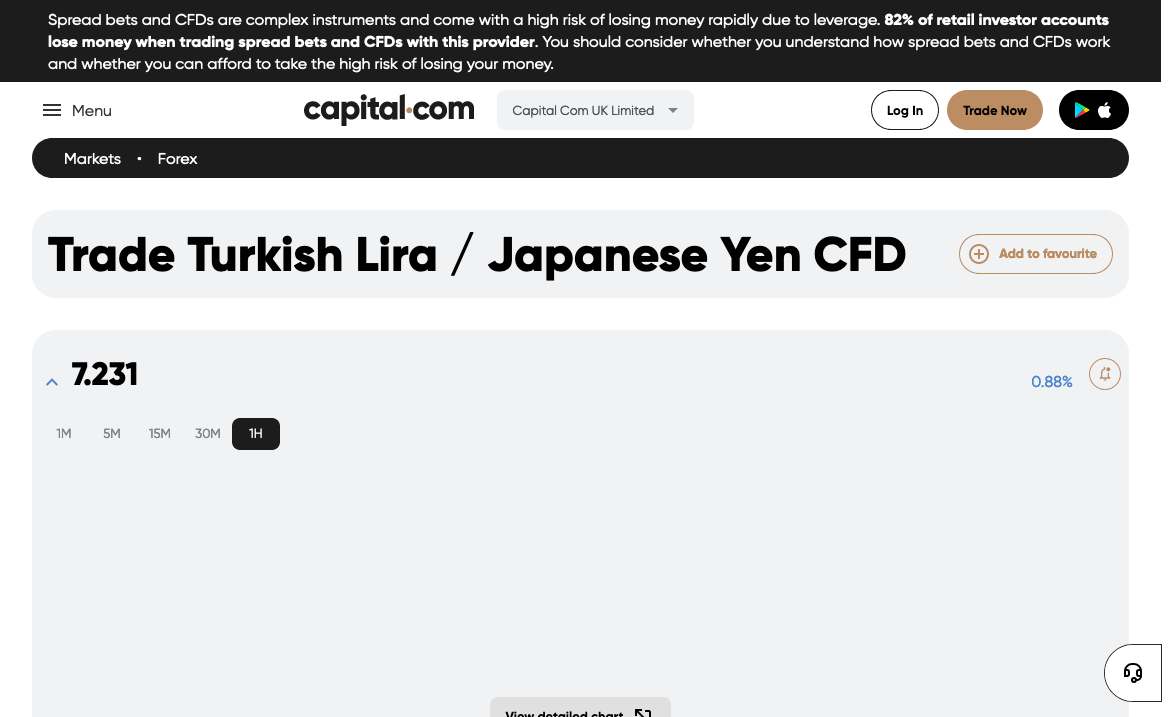 Spread bets and CFDs are complex instruments and come with a high risk of losing money rapidly due to leverage. 82% of retail investor accounts
lose money when trading spread bets and CFDs with this provider. You should consider whether you understand how spread bets and CFDs work
and whether you can afford to take the high risk of losing your money.
Menu
capital.com
Capital Com UK Limited
Log In
Trade Now
Markets • Forex
Trade Turkish Lira / Japanese Yen CFD
Add to favourite
7.231
0.88%
1M 5M 15M 30M 1H
View detailed chart